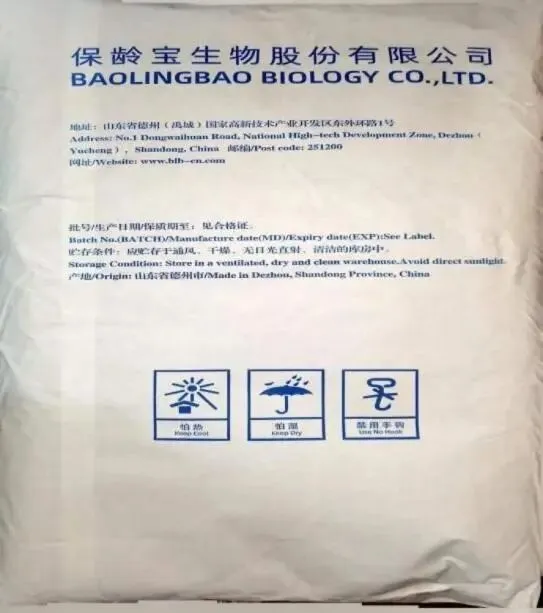 保龄宝生物股份有限公司
BAOLINGBAO BIOLOGY CO.,LTD.
地址：山东省德州（禹城）国家高新技术产业开发区东外环路1号
Address: No.1 Dongwaihuan Road, National High-tech Development Zone, Dezhou（
Yucheng）, Shandong, China 邮编/Post code: 251200
网址/Website: www.blb-cn.com
批号/生产日期/保质期至：见合格证。
Batch No.(BATCH)/Manufacture date(MD)/Expiry date(EXP):See Label.
贮存条件：应贮存于通风、干燥、无日光直射、清洁的库房中。
Storage Condition: Store in a ventilated, dry and clean warehouse.Avoid direct sunligid.
产地/Origin: 山东省德州市/Made in Dezhou, Shandong Province, China
怕热 怕湿 禁用手钩
Keep Cool Keep Dry Use No Hook